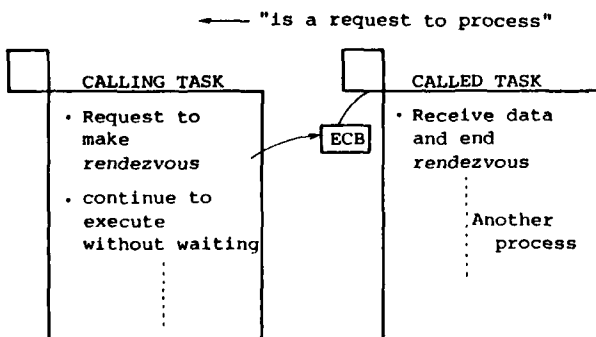 "is a request to process"
CALLING TASK
• Request to
make
rendezvous
• continue to
execute
without waiting
ECB
CALLED TASK
• Receive data
and end
rendezvous
Another
process